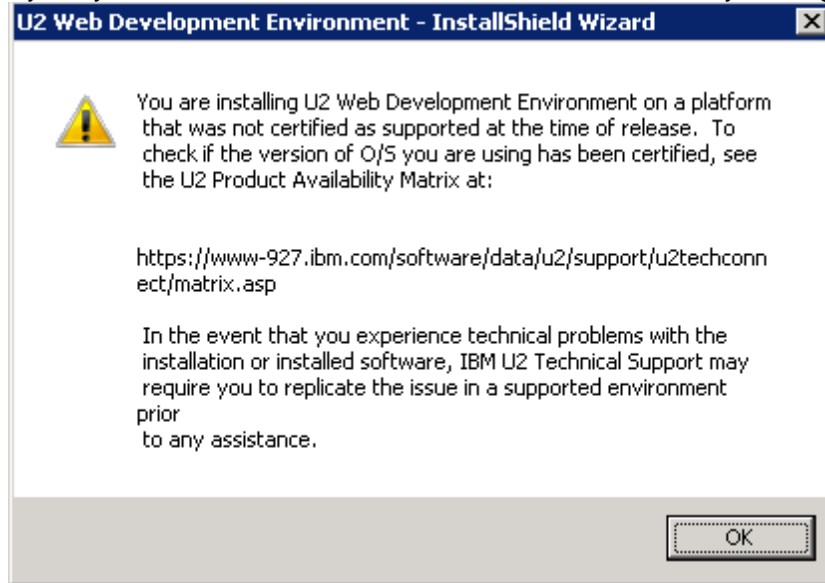 U2 Web Development Environment - InstallShield Wizard
You are installing U2 Web Development Environment on a platform
that was not certified as supported at the time of release.  To
check if the version of O/S you are using has been certified, see
the U2 Product Availability Matrix at:
https://www-927.ibm.com/software/data/u2/support/u2techconn
ect/matrix.asp
In the event that you experience technical problems with the
installation or installed software, IBM U2 Technical Support may
require you to replicate the issue in a supported environment
prior
to any assistance.
OK